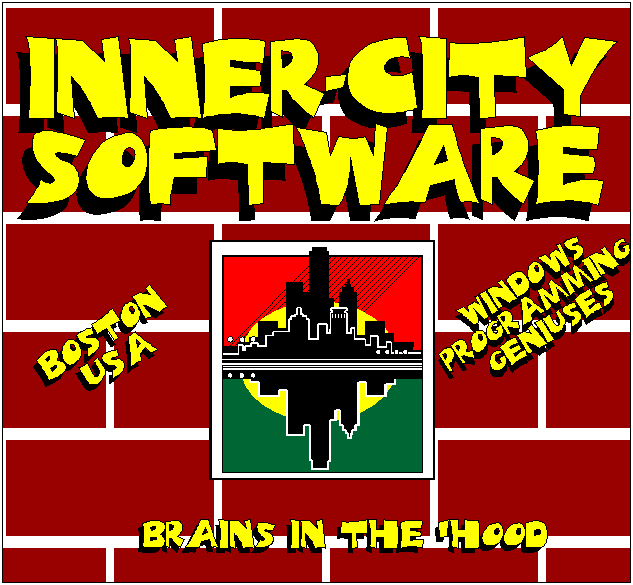 INNER-CITY
SOFTWARE
BOSTON
USA
WINDOWS
PROGRAMMING
GENIUSES
BRAINS IN THE 'HOOD